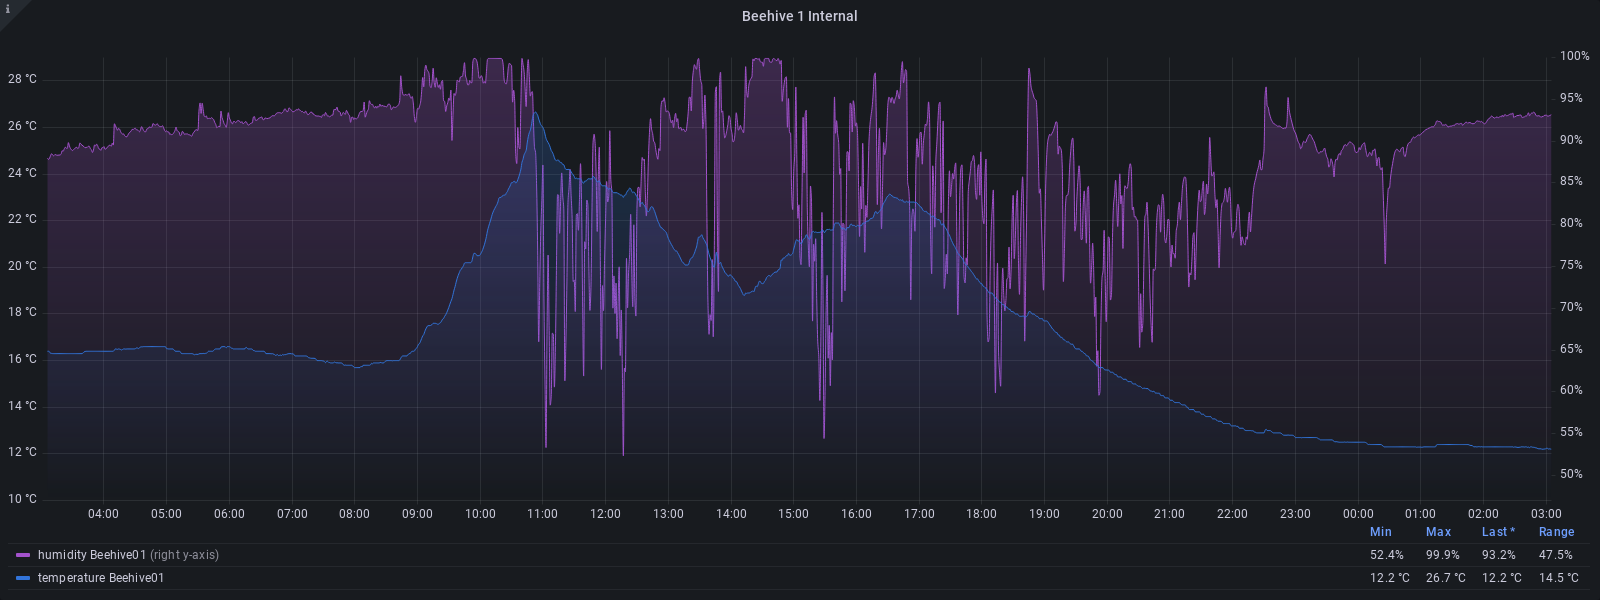 i
Beehive 1 Internal
28 °C
26 °C
24 °C
22 °C
20 °C
18 °C
16 °C
14 °C
12 °C
10 °C
100%
95%
90%
85%
80%
75%
70%
65%
60%
55%
50%
04:00 05:00 06:00 07:00 08:00 09:00 10:00 11:00 12:00 13:00 14:00 15:00 16:00 17:00 18:00 19:00 20:00 21:00 22:00 23:00 00:00 01:00 02:00 03:00
Min Max Last * Range
humidity Beehive01 (right y-axis) 52.4% 99.9% 93.2% 47.5%
temperature Beehive01 12.2 °C 26.7 °C 12.2 °C 14.5 °C